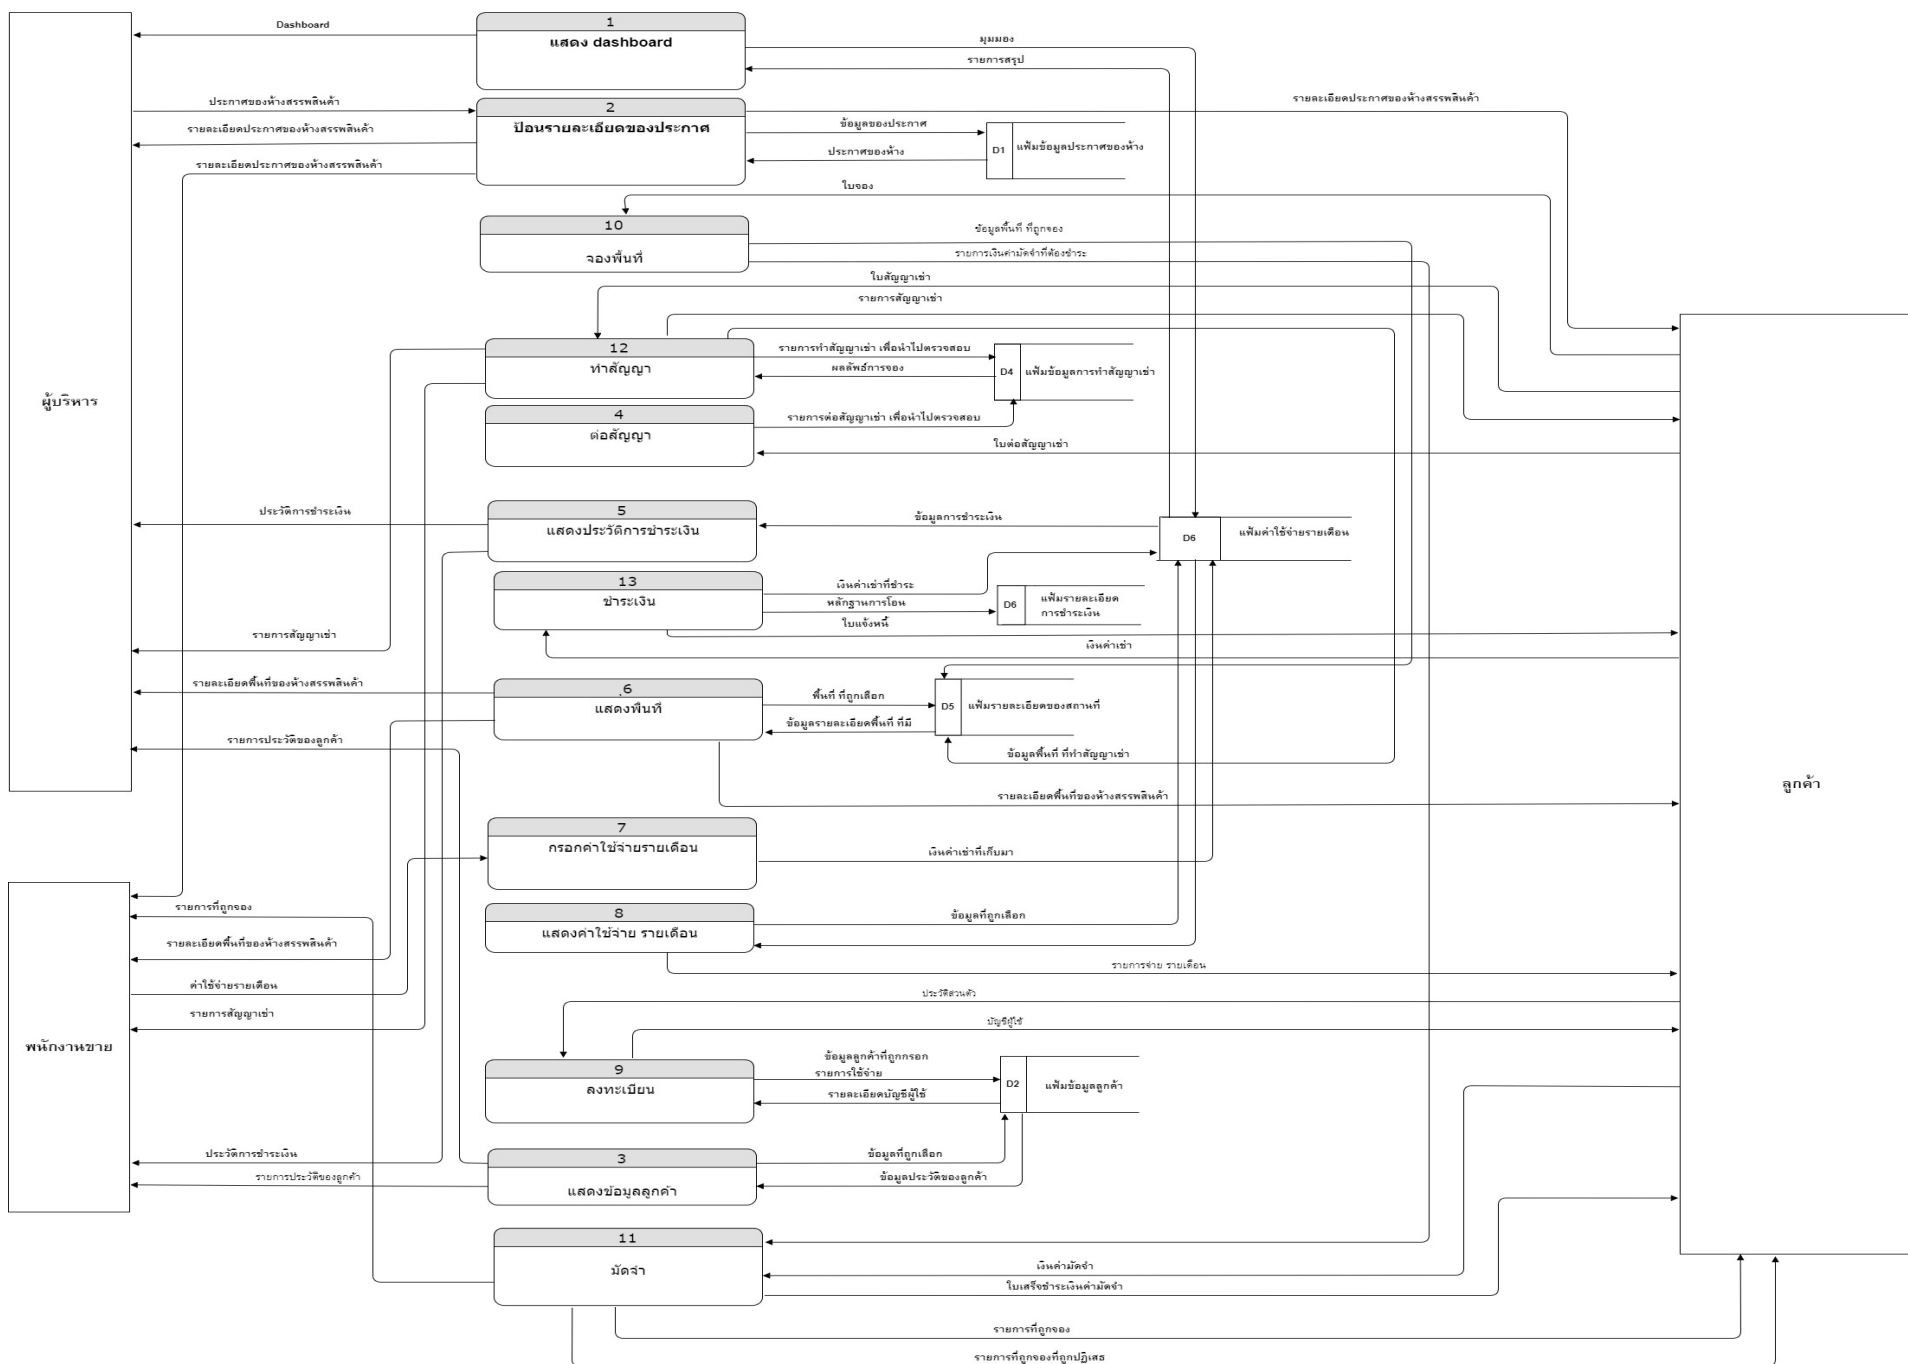 Dashboard
1
แสดง dashboard
มุมมอง
รายการสรุป
ประกาศของห้างสรรพสินค้า
2
รายละเอียดประกาศของห้างสรรพสินค้า
รายละเอียดประกาศของห้างสรรพสินค้า
ป้อนรายละเอียดของประกาศ
ข้อมูลของประกาศ
D1
แฟ้มข้อมูลประกาศของห้าง
ประกาศของห้าง
รายละเอียดประกาศของห้างสรรพสินค้า
ใบจอง
10
จองพื้นที่
ข้อมูลพื้นที่ ที่ถูกจอง
รายการเงินค่ามัดจำที่ต้องชำระ
ใบสัญญาเช่า
รายการสัญญาเช่า
12
ทำสัญญา
รายการทำสัญญาเช่า เพื่อนำไปตรวจสอบ
ผลลัพธ์การจอง
D4
แฟ้มข้อมูลการทำสัญญาเช่า
ผู้บริหาร
4
ต่อสัญญา
รายการต่อสัญญาเช่า เพื่อนำไปตรวจสอบ
ใบต่อสัญญาเช่า
ประวัติการชำระเงิน
5
แสดงประวัติการชำระเงิน
ข้อมูลการชำระเงิน
D6
แฟ้มค่าใช้จ่ายรายเดือน
13
ชำระเงิน
เงินค่าเช่าที่ชำระ
หลักฐานการโอน
D6
แฟ้มรายละเอียด
การชำระเงิน
ใบแจ้งหนี้
รายการสัญญาเช่า
เงินค่าเช่า
รายละเอียดพื้นที่ของห้างสรรพสินค้า
6
แสดงพื้นที่
พื้นที่ ที่ถูกเลือก
D5
แฟ้มรายละเอียดของสถานที่
ข้อมูลรายละเอียดพื้นที่ ที่มี
รายการประวัติของลูกค้า
ข้อมูลพื้นที่ ที่ทำสัญญาเช่า
ลูกค้า
รายละเอียดพื้นที่ของห้างสรรพสินค้า
7
กรอกค่าใช้จ่ายรายเดือน
เงินค่าเช่าที่เก็บมา
รายการที่ถูกจอง
8
แสดงค่าใช้จ่าย รายเดือน
ข้อมูลที่ถูกเลือก
รายละเอียดพื้นที่ของห้างสรรพสินค้า
รายการจ่าย รายเดือน
ค่าใช้จ่ายรายเดือน
ประวัติส่วนตัว
รายการสัญญาเช่า
บัญชีผู้ใช้
พนักงานขาย
9
ลงทะเบียน
ข้อมูลลูกค้าที่ถูกกรอก
รายการใช้จ่าย
รายละเอียดบัญชีผู้ใช้
D2
แฟ้มข้อมูลลูกค้า
ประวัติการชำระเงิน
3
แสดงข้อมูลลูกค้า
ข้อมูลที่ถูกเลือก
ข้อมูลประวัติของลูกค้า
รายการประวัติของลูกค้า
11
มัดจำ
เงินค่ามัดจำ
ใบเสร็จชำระเงินค่ามัดจำ
รายการที่ถูกจอง
รายการที่ถูกจองที่ถูกปฏิเสธ